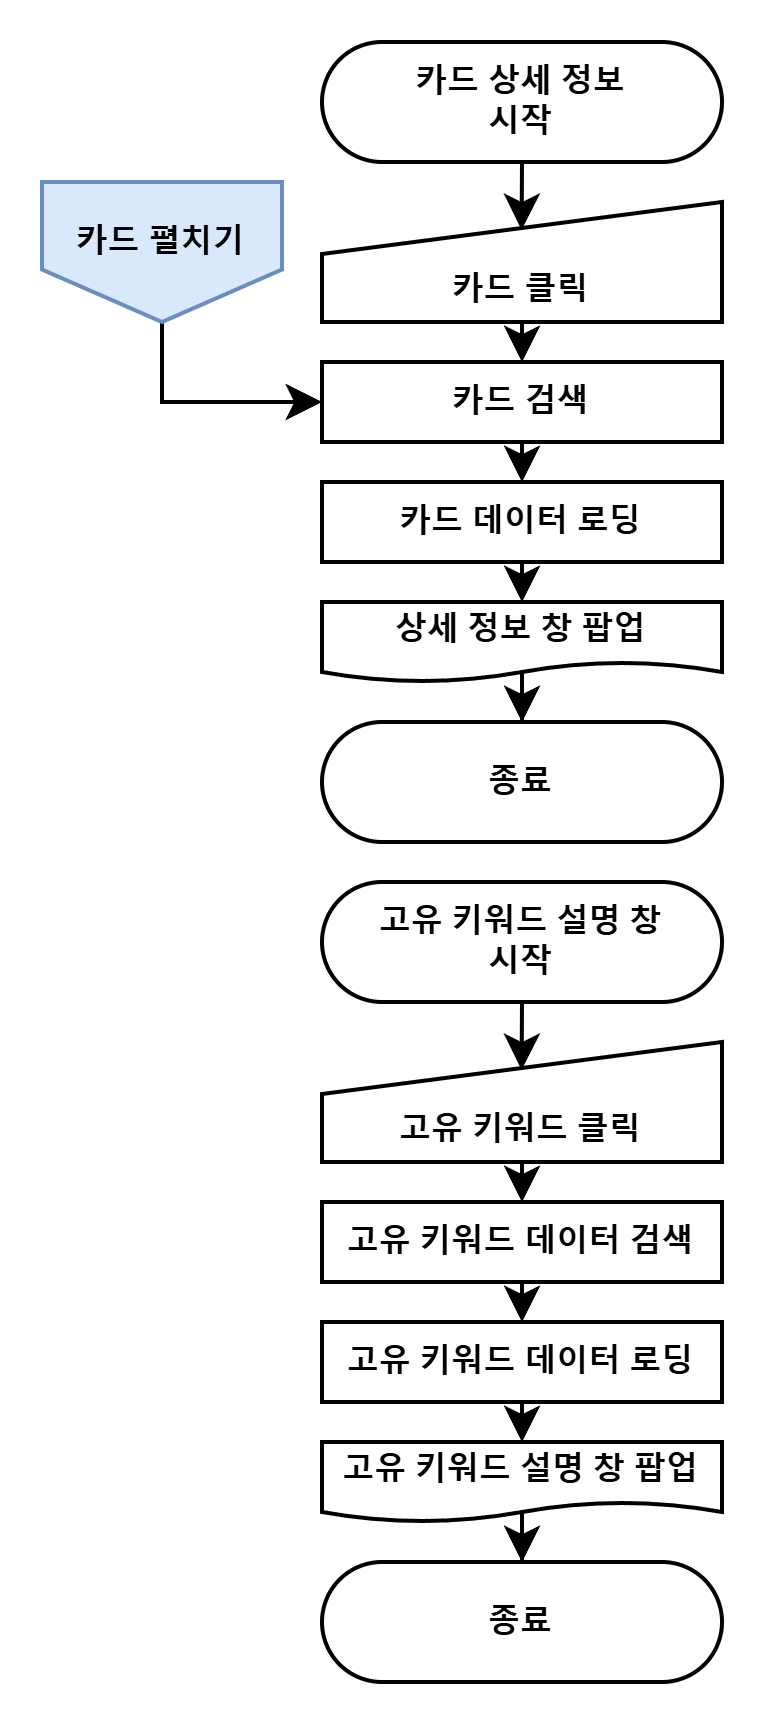 카드 상세 정보
시작
카드 펼치기
카드 클릭
카드 검색
카드 데이터 로딩
상세 정보 창 팝업
종료
고유 키워드 설명 창
시작
고유 키워드 클릭
고유 키워드 데이터 검색
고유 키워드 데이터 로딩
고유 키워드 설명 창 팝업
종료